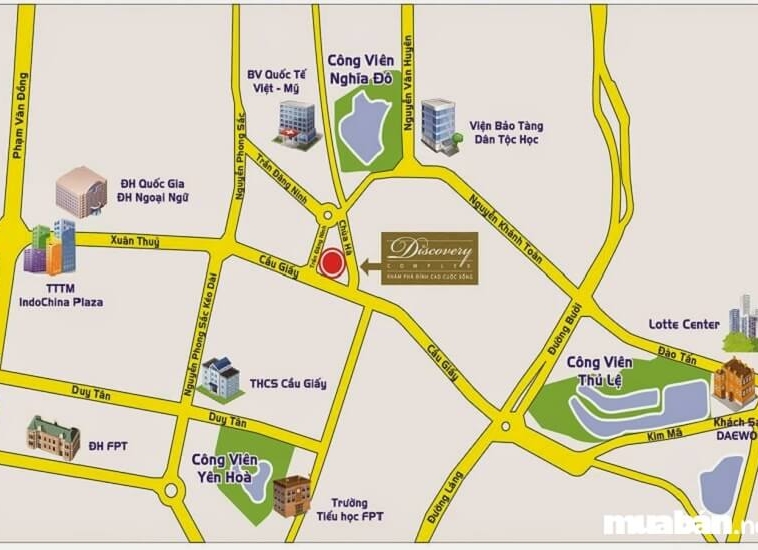 Phạm Văn Đồng
BV Quốc Tế
Việt - Mỹ
Công Viên
Nghĩa Đô
Nguyễn Văn Huyên
Viện Bảo Tàng
Dân Tộc Học
Nguyễn Phong Sắc
Trần Đăng Ninh
ĐH Quốc Gia
ĐH Ngoại Ngữ
Nguyễn Khánh Toàn
Xuân Thuỷ
Cầu Giấy
Trần Đăng Ninh
Chùa Hà
Discovery
COMPLEX
KHÁM PHÁ ĐỈNH CAO CUỘC SỐNG
TTTM
IndoChina Plaza
Nguyễn Phong Sắc Kéo Dài
Đường Bưởi
Lotte Center
Cầu Giấy
Đào Tấn
Công Viên
Thủ Lệ
THCS Cầu Giấy
Duy Tân
Duy Tân
Khách Sạ
DAEWO
Kim Mã
ĐH FPT
Công Viên
Yên Hoà
Trường
Tiểu học FPT
Đường Láng
muabán.ne